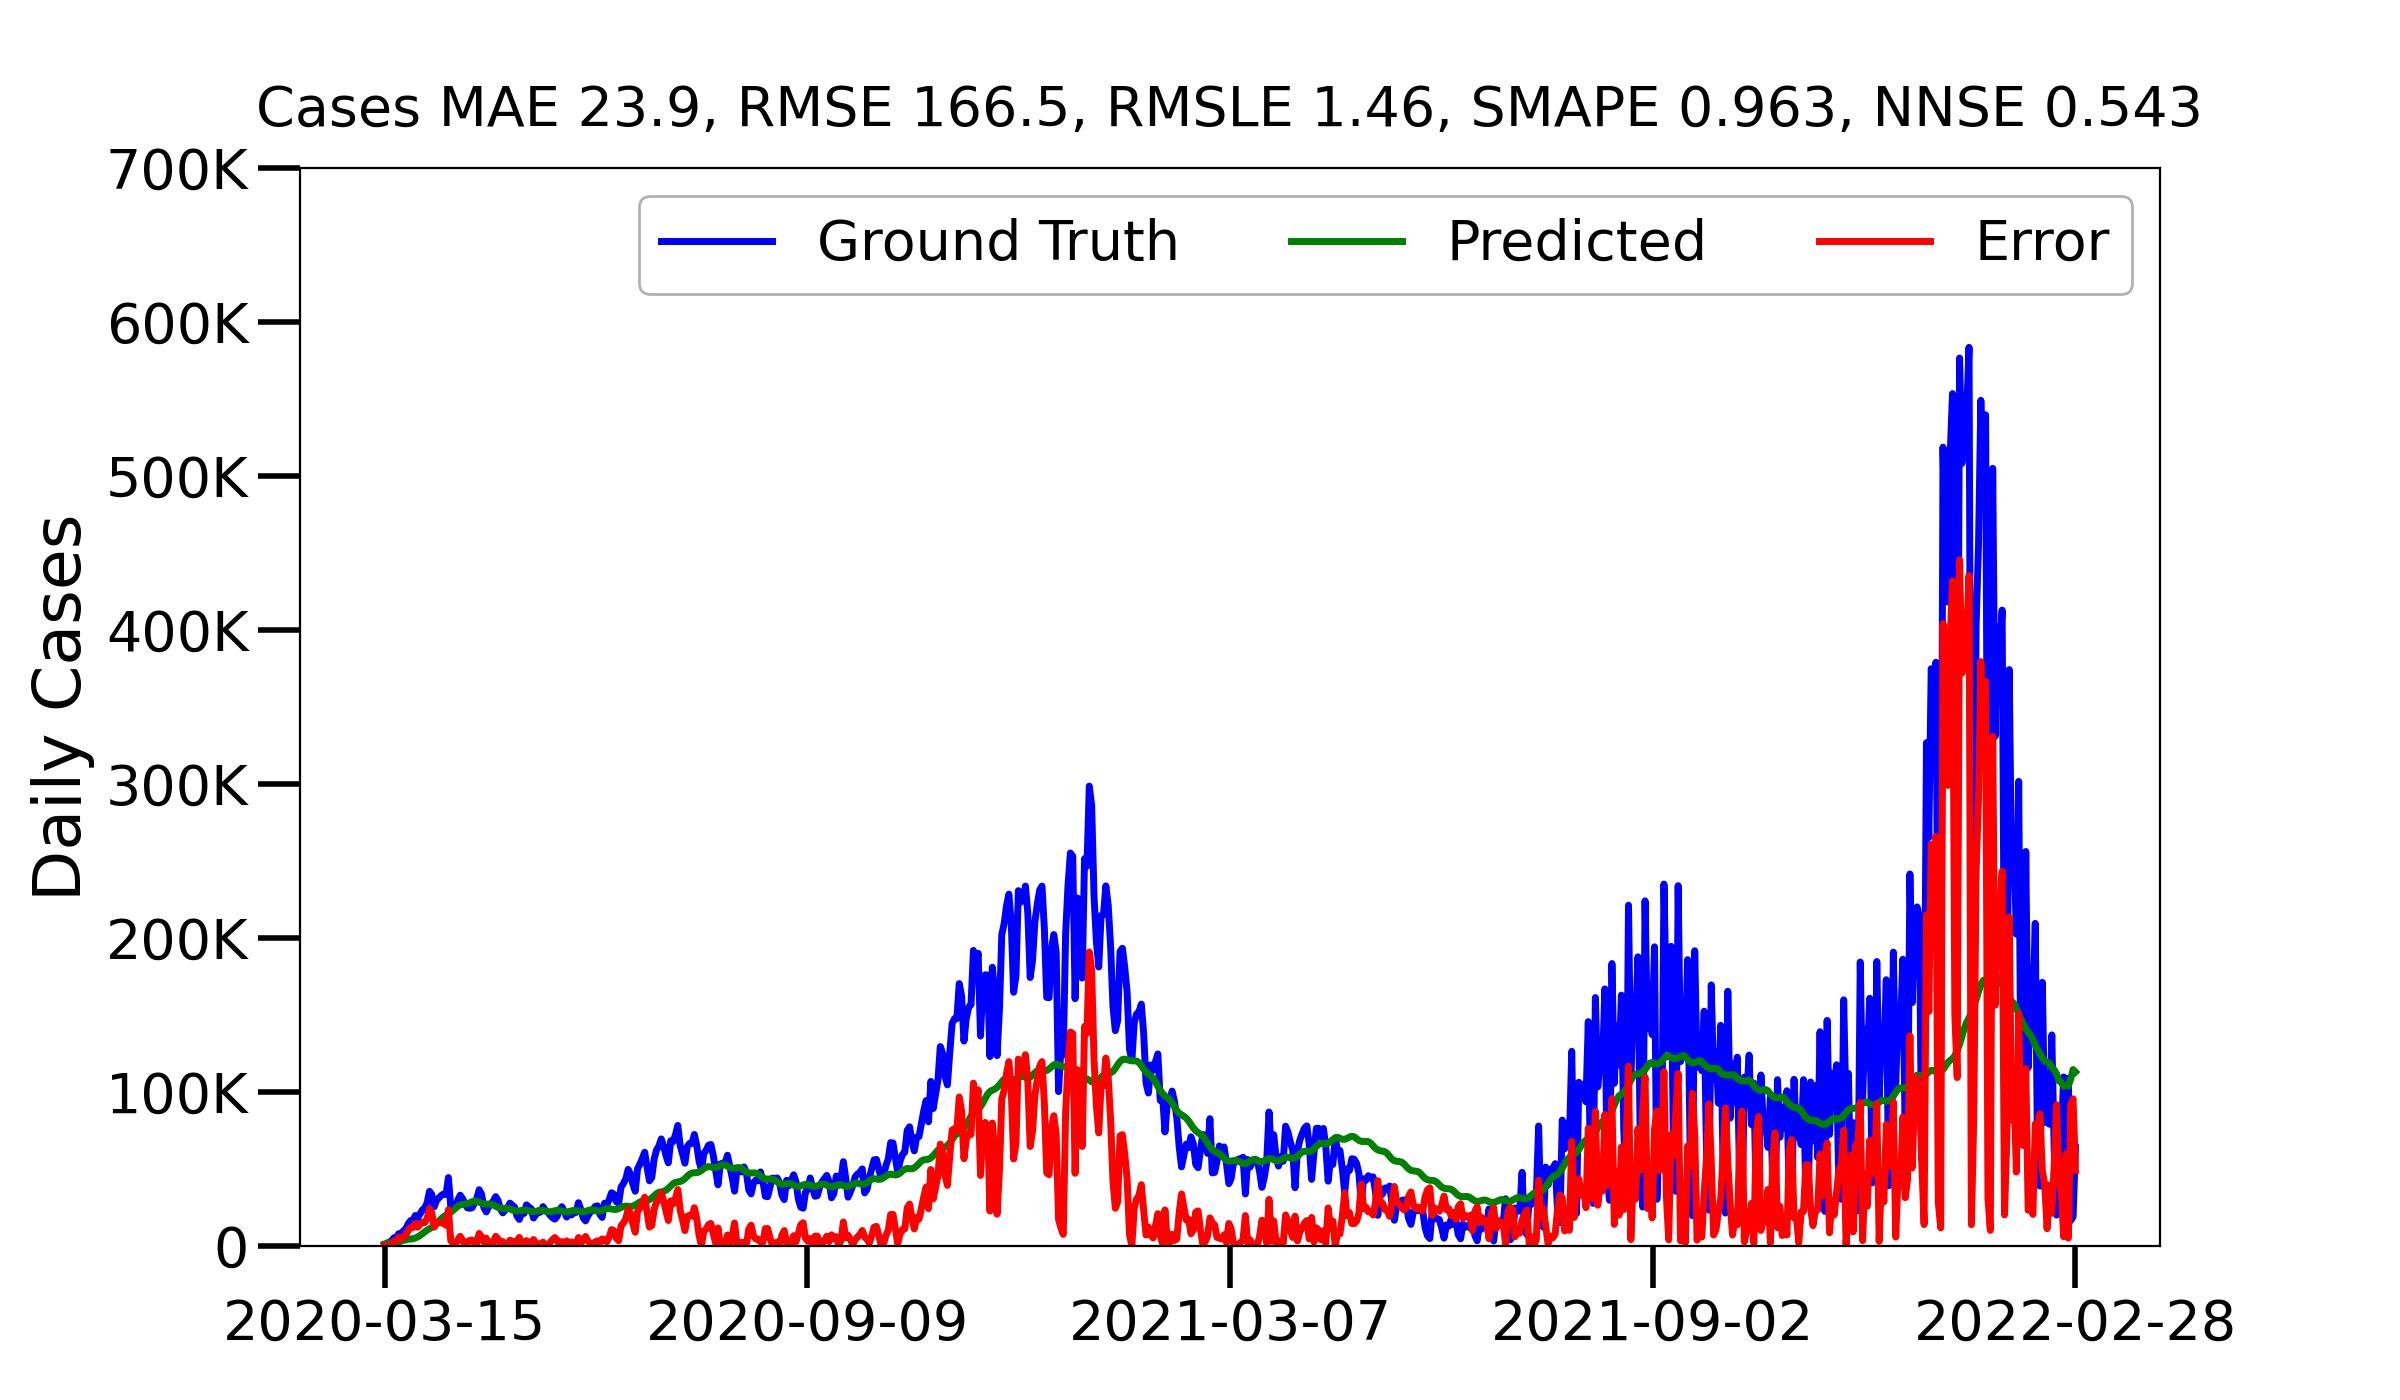 Cases MAE 23.9, RMSE 166.5, RMSLE 1.46, SMAPE 0.963, NNSE 0.543
700K
600K
500K
400K
300K
200K
100K
0
Daily Cases
Ground Truth Predicted Error
2020-03-15 2020-09-09 2021-03-07 2021-09-02 2022-02-28